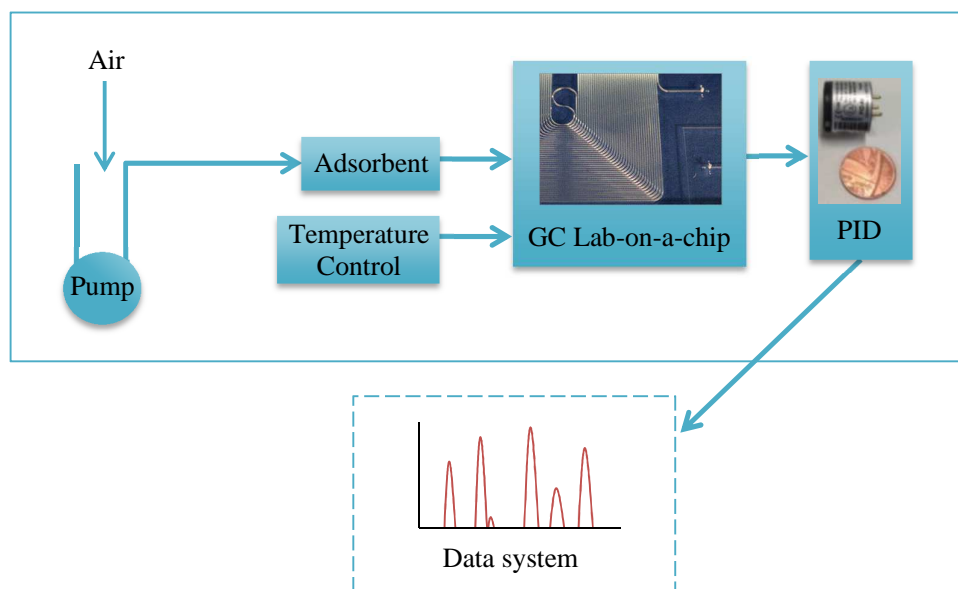 Air
Pump
Adsorbent
Temperature
Control
GC Lab-on-a-chip
PID
Data system